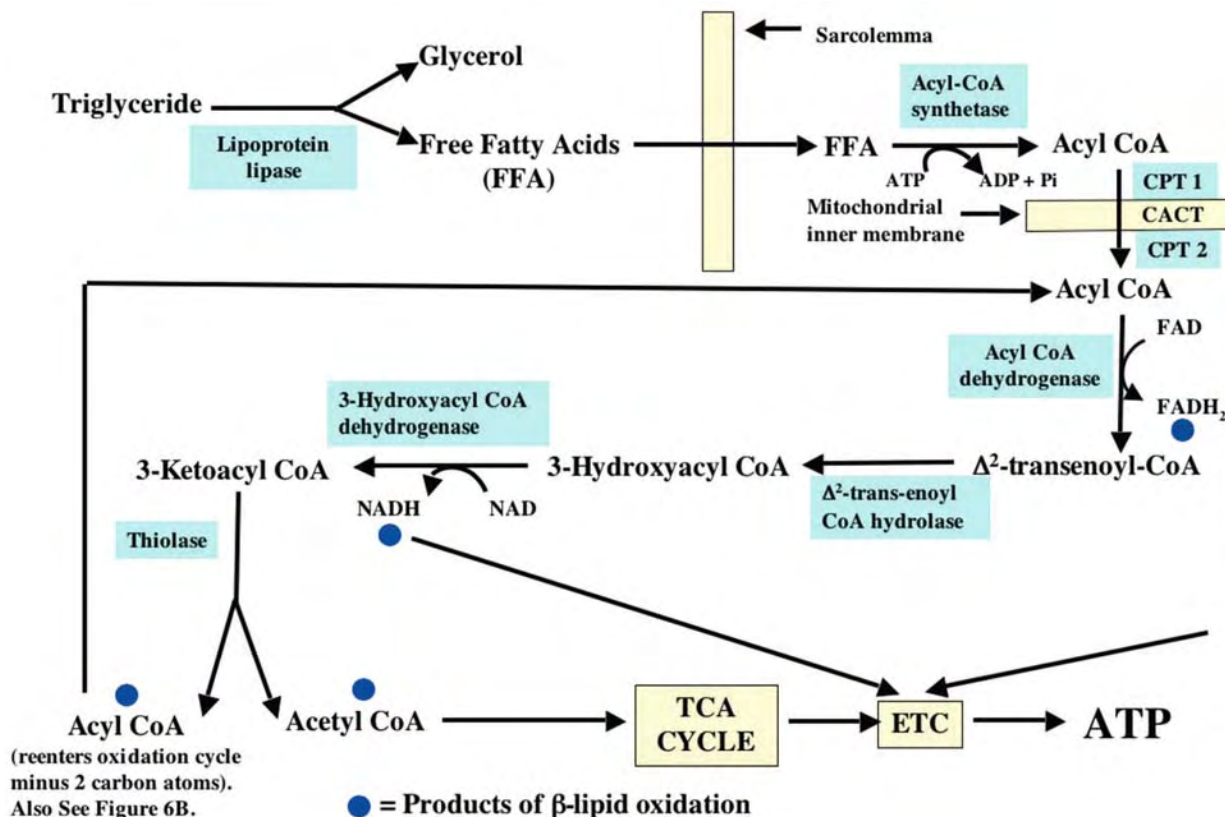 Sarcolemma
Glycerol
Triglyceride
Lipoprotein
lipase
Free Fatty Acids
(FFA)
FFA
Acyl-CoA
synthetase
ATP
ADP + Pi
Acyl CoA
CPT 1
CACT
CPT 2
Mitochondrial
inner membrane
Acyl CoA
FAD
Acyl CoA
dehydrogenase
FADH₂
Δ²-transenoyl-CoA
Δ²-trans-enoyl
CoA hydrolase
3-Hydroxyacyl CoA
3-Hydroxyacyl CoA
dehydrogenase
NADH
NAD
3-Ketoacyl CoA
Thiolase
Acyl CoA
(reenters oxidation cycle
minus 2 carbon atoms).
Also See Figure 6B.
Acetyl CoA
TCA
CYCLE
ETC
ATP
= Products of β-lipid oxidation